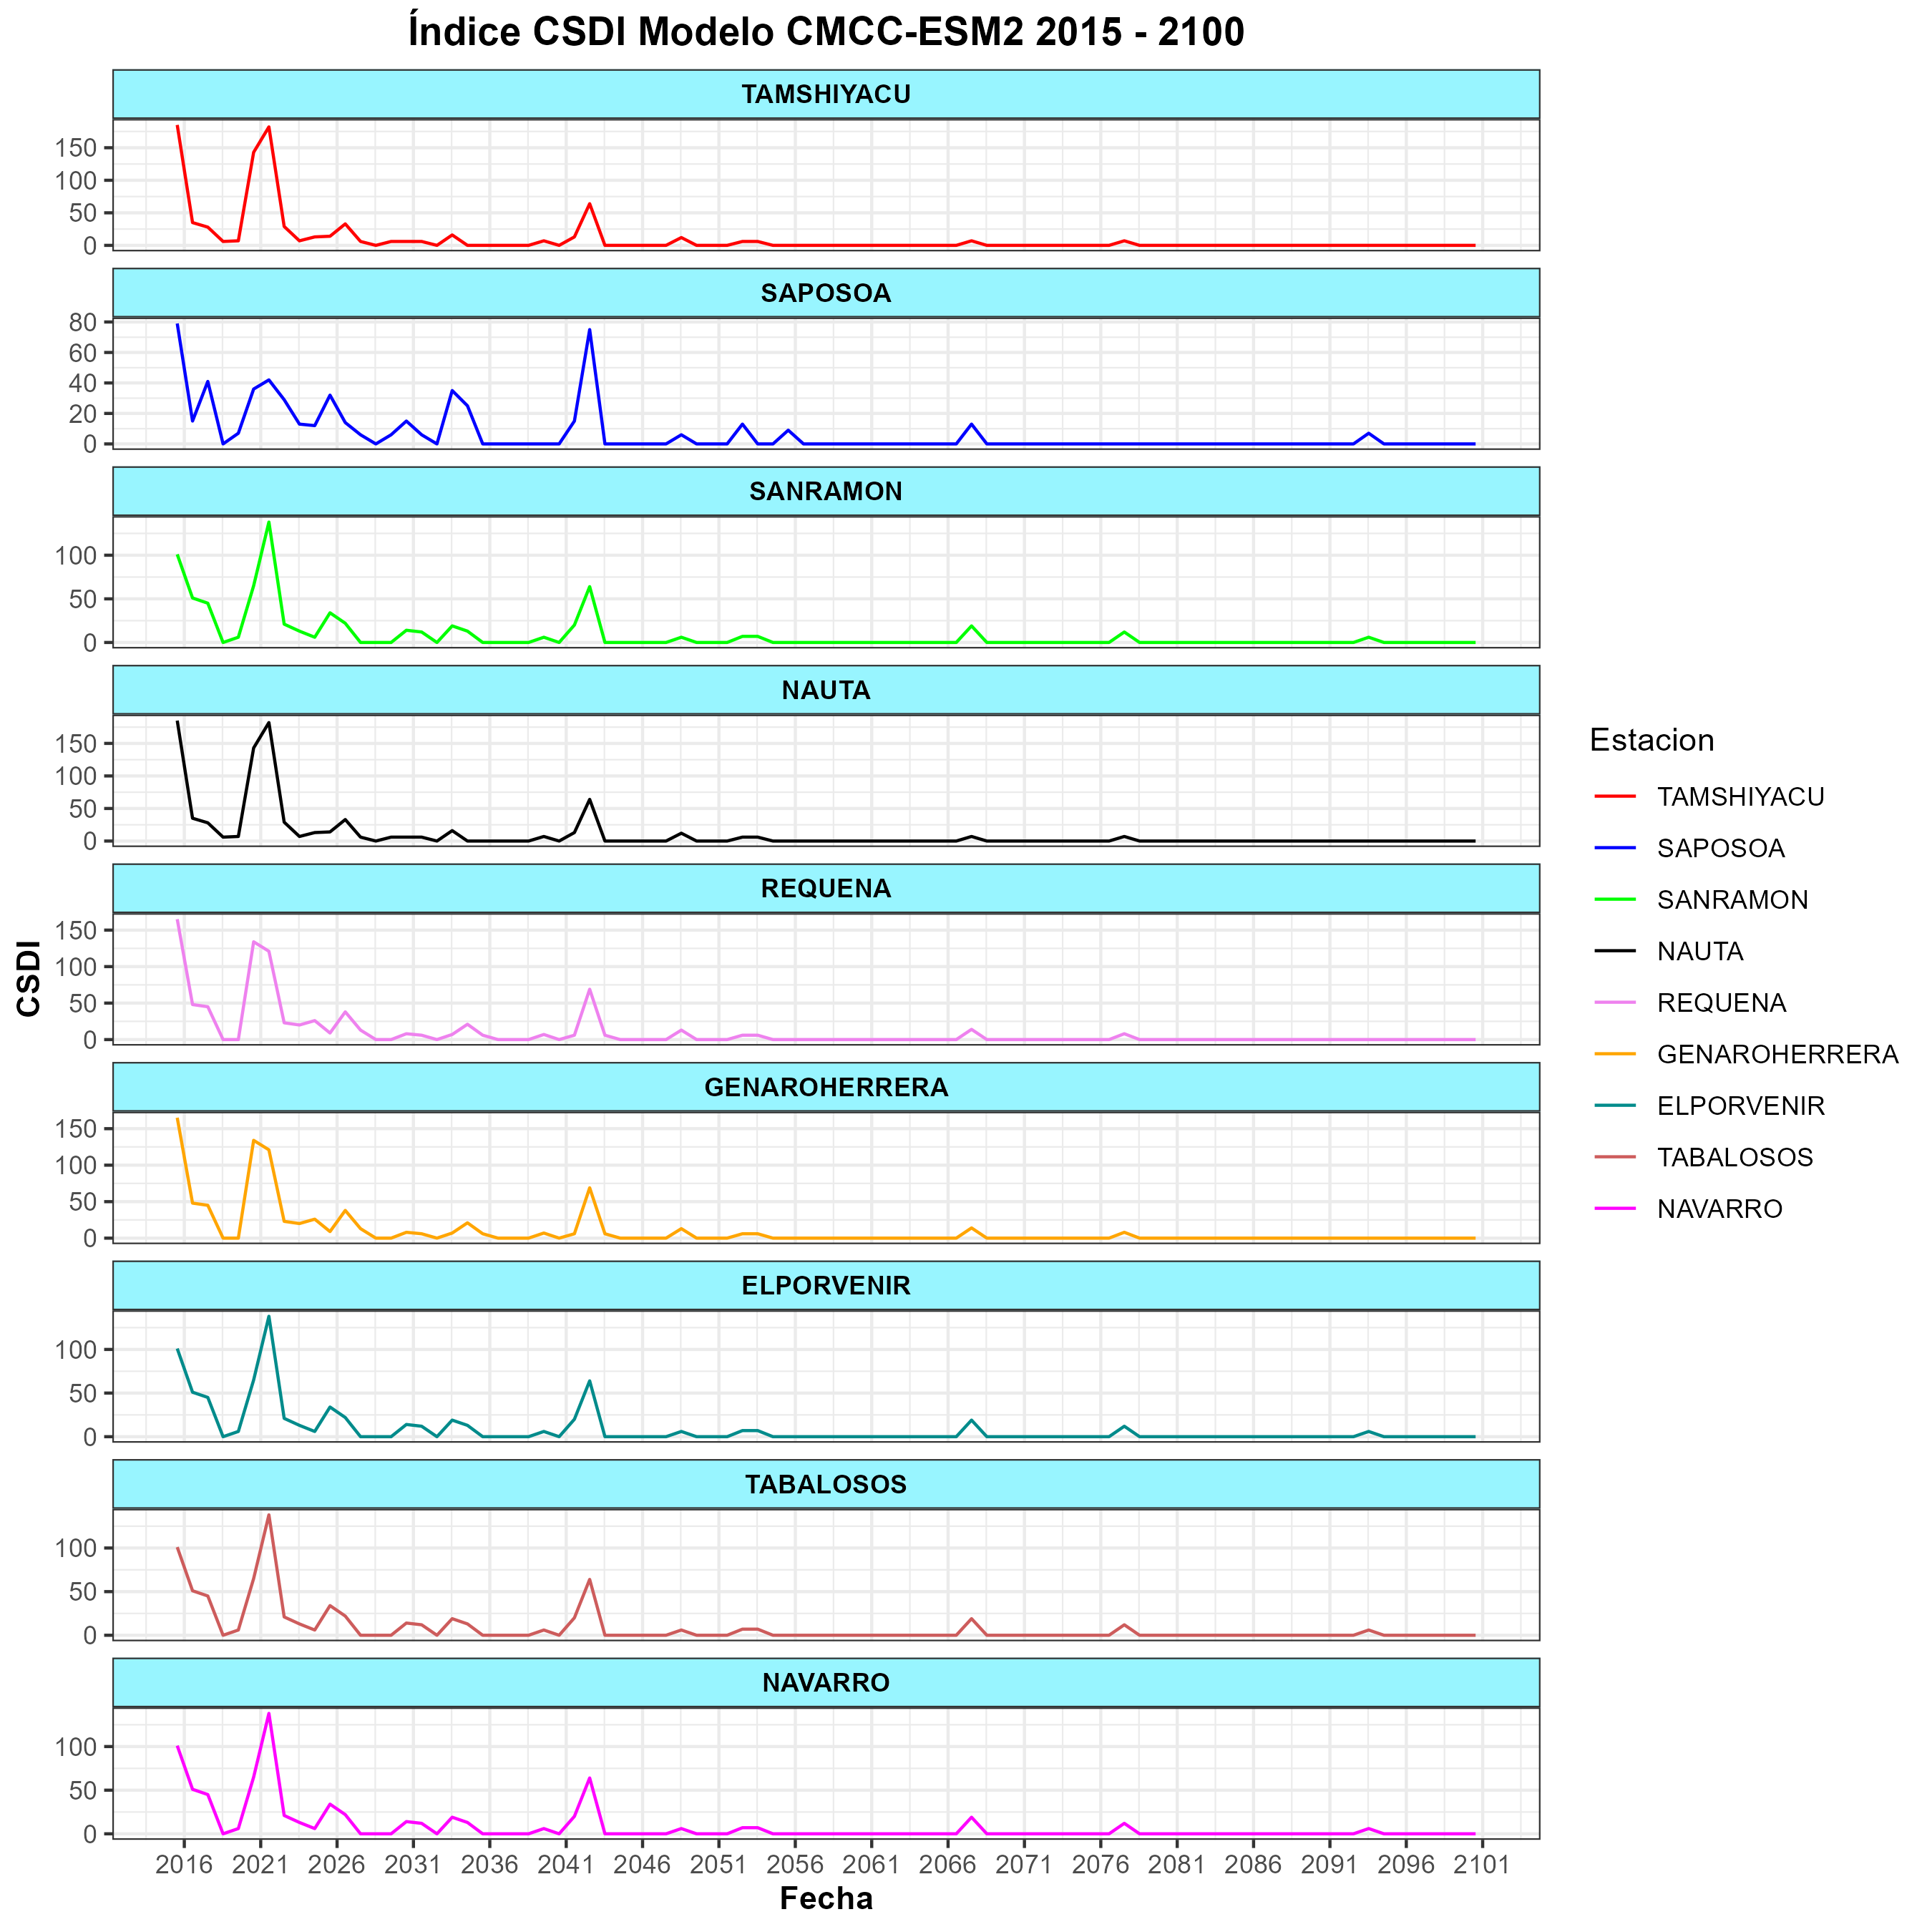 Índice CSDI Modelo CMCC-ESM2 2015 - 2100
TAMSHIYACU
150
100
50
0
SAPOSOA
80
60
40
20
0
SANRAMON
100
50
0
NAUTA
150
100
50
0
REQUENA
150
100
50
0
GENAROHERRERA
150
100
50
0
ELPORVENIR
100
50
0
TABALOSOS
100
50
0
NAVARRO
100
50
0
2016 2021 2026 2031 2036 2041 2046 2051 2056 2061 2066 2071 2076 2081 2086 2091 2096 2101
Fecha
CSDI
Estacion
TAMSHIYACU
SAPOSOA
SANRAMON
NAUTA
REQUENA
GENAROHERRERA
ELPORVENIR
TABALOSOS
NAVARRO